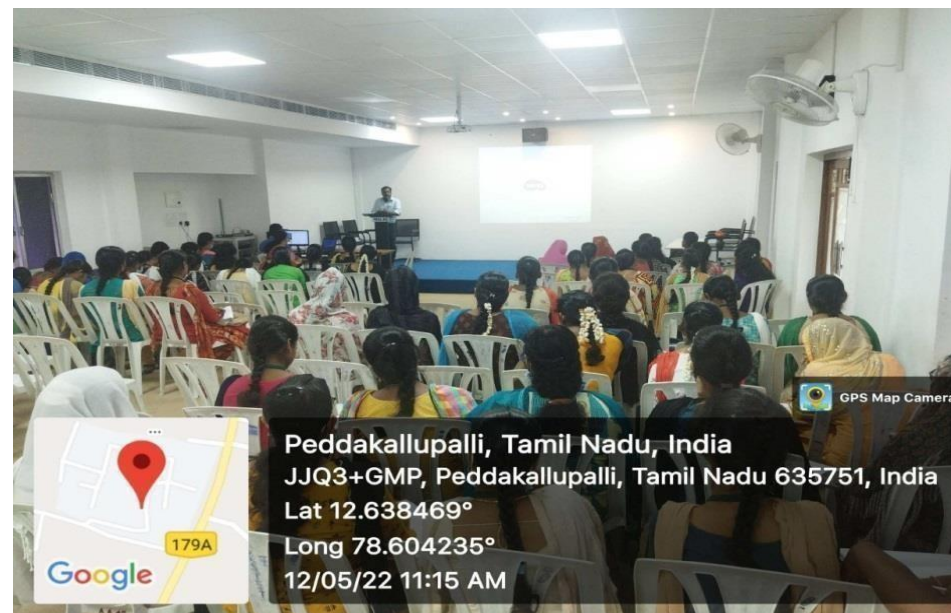 GPS Map Camera
Peddakallupalli, Tamil Nadu, India
JJQ3+GMP, Peddakallupalli, Tamil Nadu 635751, India
Lat 12.638469°
Long 78.604235°
12/05/22 11:15 AM
179A
Google